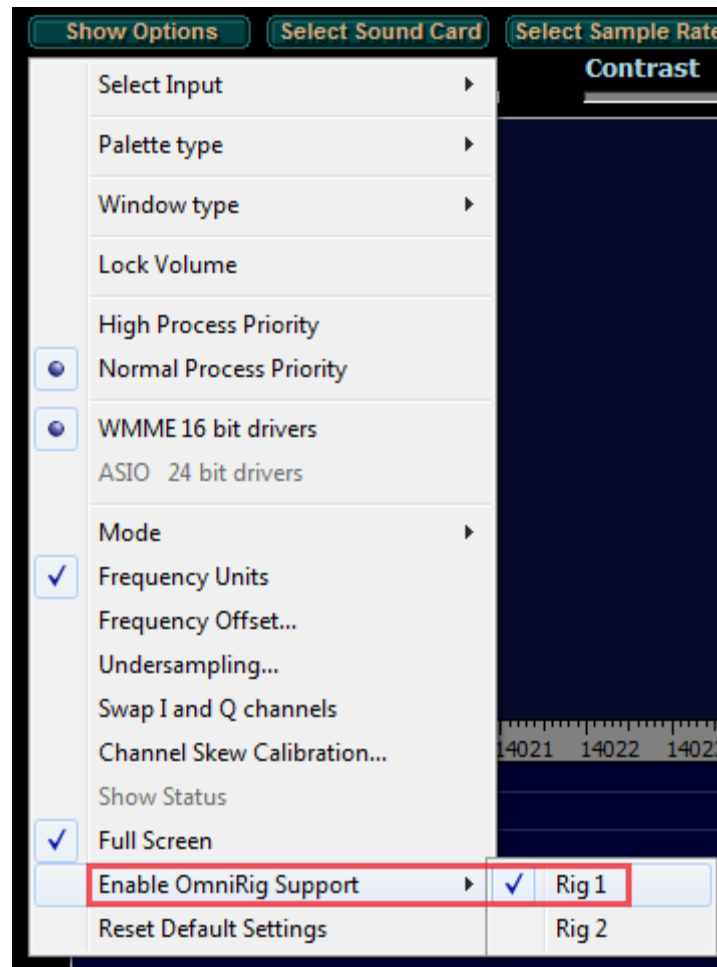 Show Options Select Sound Card Select Sample Rate
Contrast
Select Input
Palette type
Window type
Lock Volume
High Process Priority
Normal Process Priority
WMME 16 bit drivers
ASIO 24 bit drivers
Mode
Frequency Units
Frequency Offset...
Undersampling...
Swap I and Q channels
Channel Skew Calibration...
14021 14022 1402
Show Status
Full Screen
Enable OmniRig Support Rig 1
Reset Default Settings Rig 2